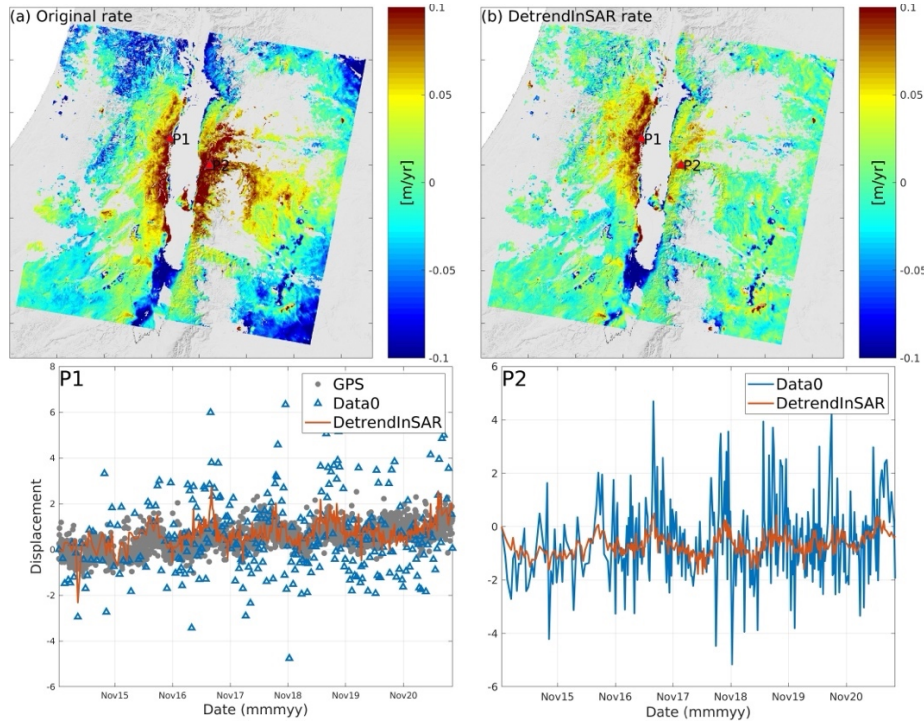 (a) Original rate
0.1
0.05
0
-0.05
-0.1
[m/yr]
P1
P2
(b) DetrendInSAR rate
0.1
0.05
0
-0.05
-0.1
[m/yr]
P1
P2
P1
GPS
Data0
DetrendInSAR
8
6
4
2
0
-2
-4
-6
Displacement
Nov15 Nov16 Nov17 Nov18 Nov19 Nov20
Date (mmmyy)
P2
Data0
DetrendInSAR
6
4
2
0
-2
-4
-6
Nov15 Nov16 Nov17 Nov18 Nov19 Nov20
Date (mmmyy)